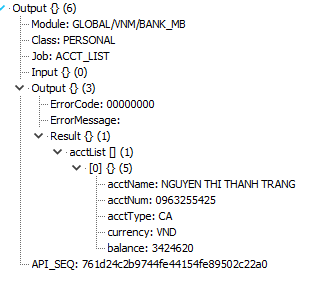 Output {} (6)
Module: GLOBAL/VNM/BANK_MB
Class: PERSONAL
Job: ACCT_LIST
Input {} (0)
Output {} (3)
ErrorCode: 00000000
ErrorMessage:
Result {} (1)
acctList [] (1)
[0] {} (5)
acctName: NGUYEN THI THANH TRANG
acctNum: 0963255425
acctType: CA
currency: VND
balance: 3424620
API_SEQ: 761d24c2b9744fe44154fe89502c22a0